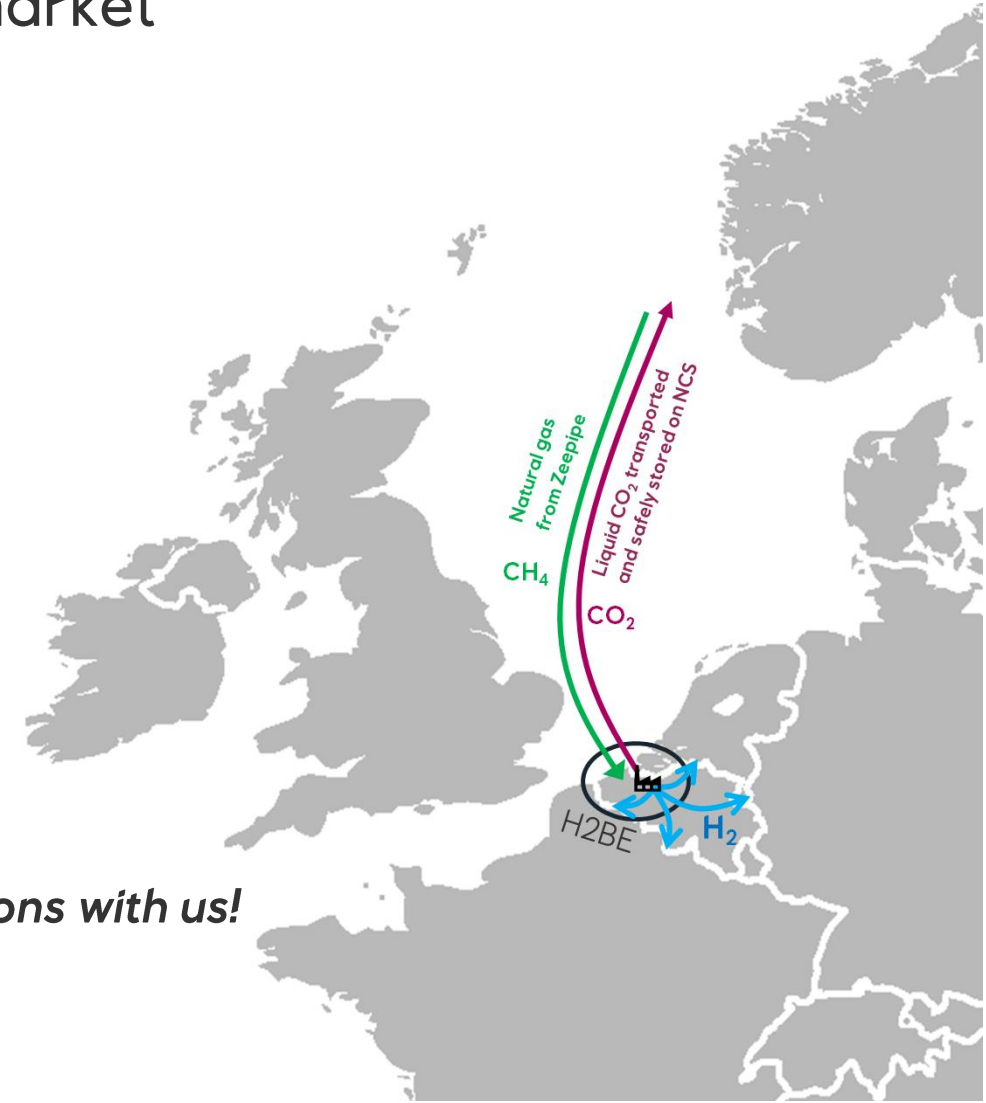 market
Natural gas
from Zeepipe
Liquid CO₂ transported
and safely stored on NCS
CH₄
CO₂
H2BE
H₂
ons with us!